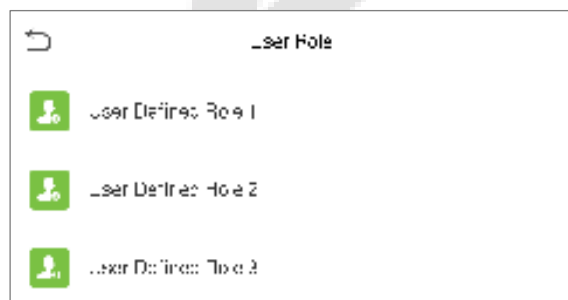 User Role
User Defined Role 1
User Defined Role 2
User Defined Role 3